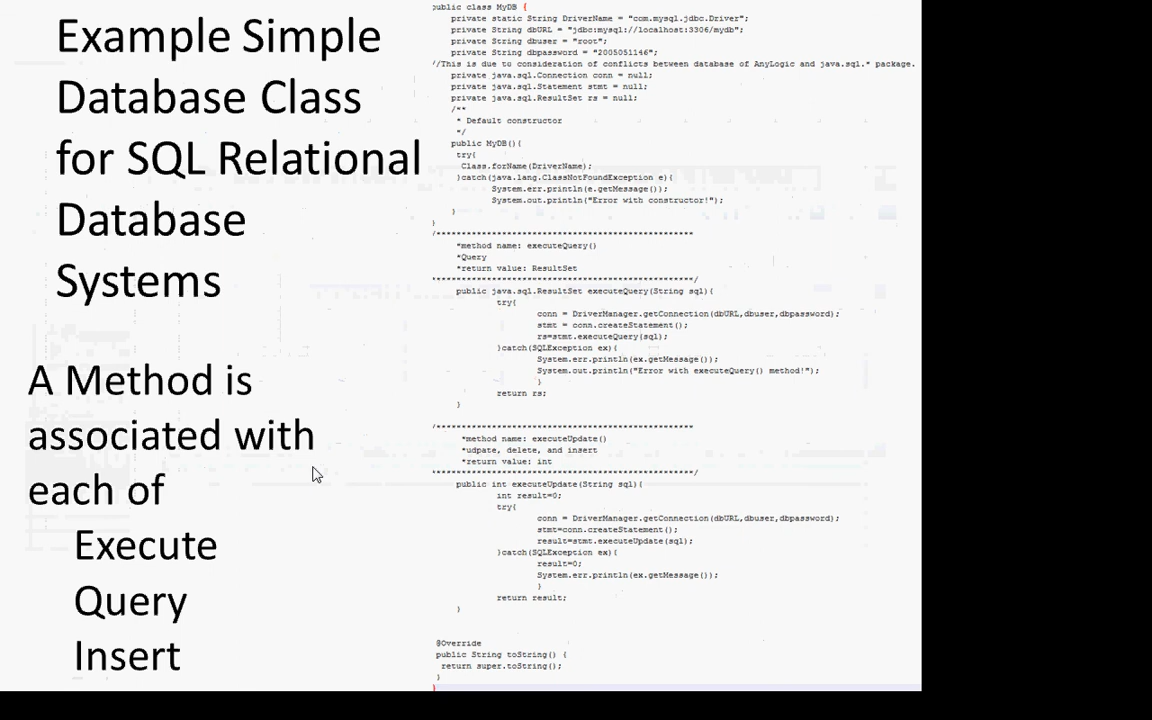 Example Simple
Database Class
for SQL Relational
Database
Systems
A Method is
associated with
each of
Execute
Query
Insert
public class MyDB {
private static String DriverName = "com.mysql.jdbc.Driver";
private String dbURL = "jdbc:mysql://localhost:3306/mydb";
private String dbuser = "root";
private String dbpassword = "2005051146";
//This is due to consideration of conflicts between database of AnyLogic and java.sql.* package.
private java.sql.Connection conn = null;
private java.sql.Statement stmt = null;
private java.sql.ResultSet rs = null;
/**
* Default constructor
*/
public MyDB(){
try{
Class.forName(DriverName);
}catch(java.lang.ClassNotFoundException e){
System.err.println(e.getMessage());
System.out.println("Error with constructor!");
}
}
/***************************************************
*method name: executeQuery()
*Query
*return value: ResultSet
****************************************************/
public java.sql.ResultSet executeQuery(String sql){
try{
conn = DriverManager.getConnection(dbURL,dbuser,dbpassword);
stmt = conn.createStatement();
rs=stmt.executeQuery(sql);
}catch(SQLException ex){
System.err.println(ex.getMessage());
System.out.println("Error with executeQuery() method!");
}
return rs;
}
/***************************************************
*method name: executeUpdate()
*udpate, delete, and insert
*return value: int
****************************************************/
public int executeUpdate(String sql){
int result=0;
try{
conn = DriverManager.getConnection(dbURL,dbuser,dbpassword);
stmt=conn.createStatement();
result=stmt.executeUpdate(sql);
}catch(SQLException ex){
result=0;
System.err.println(ex.getMessage());
}
return result;
}
@Override
public String toString() {
return super.toString();
}
}